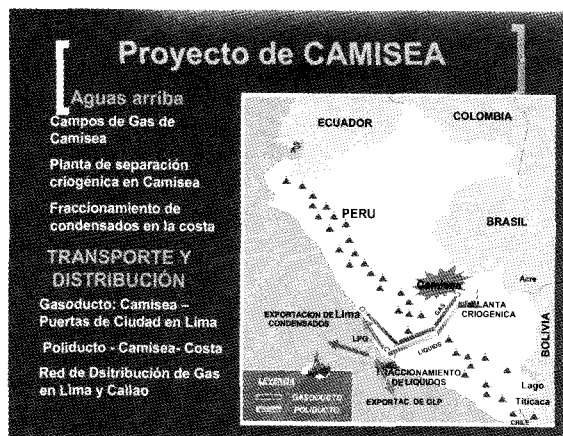 Proyecto de CAMISEA
Aguas arriba
Campos de Gas de
Camisea
Planta de separación
criogénica en Camisea
Fraccionamiento de
condensados en la costa
TRANSPORTE Y
DISTRIBUCIÓN
Gasoducto: Camisea –
Puertas de Ciudad en Lima
Poliducto - Camisea- Costa
Red de Dsitribución de Gas
en Lima y Callao
ECUADOR
COLOMBIA
PERU
BRASIL
Camisea
Acre
PLANTA
CRIOGENICA
GAS
EXPORTACION DE
CONDENSADOS
Lima
LPG
LIQUIDS
BOLIVIA
FRACCIONAMIENTO
DE LIQUIDOS
EXPORTAC. DE GLP
Lago
Titicaca
CHILE
LEYENDA
GASODUCTO
POLIDUCTO